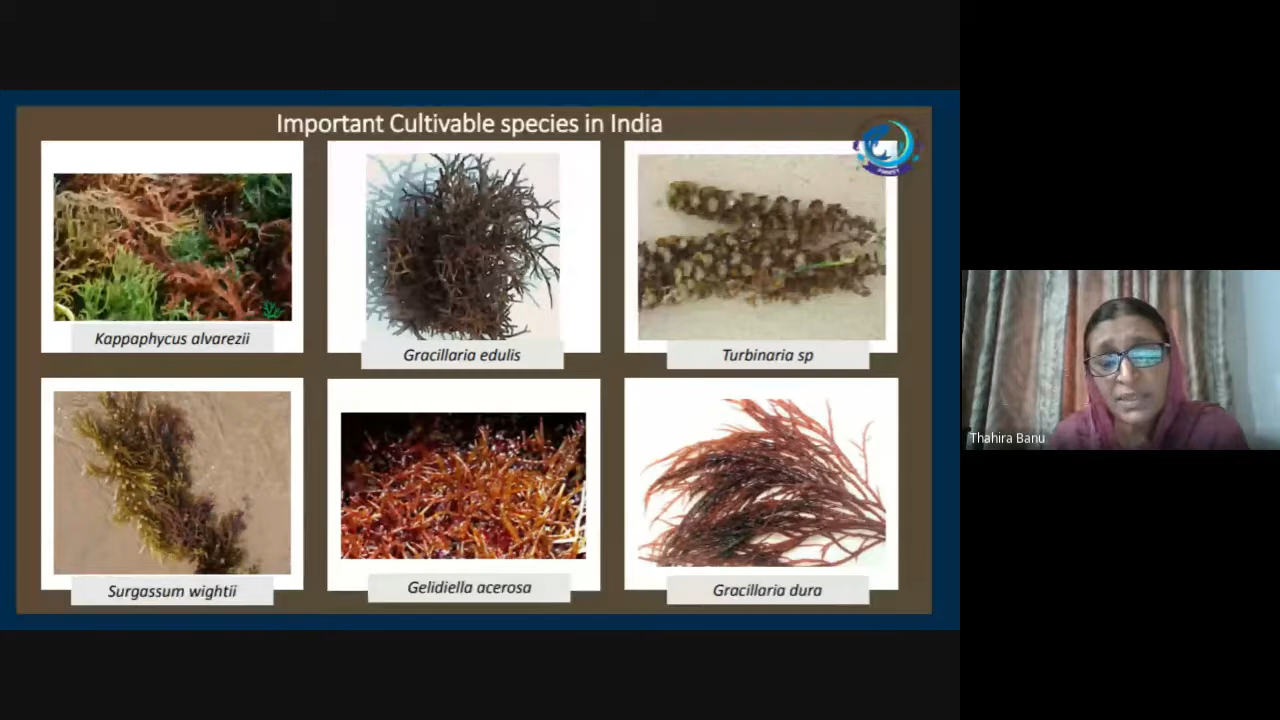 Important Cultivable species in India
Kappaphycus alvarezii
Gracillaria edulis
Turbinaria sp
Surgassum wightii
Gelidiella acerosa
Gracillaria dura
Thahira Banu